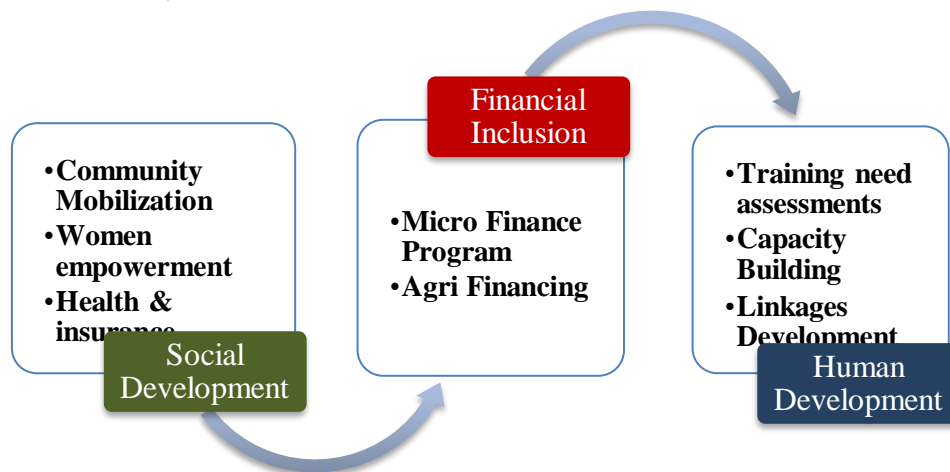 •Community
Mobilization
•Women
empowerment
•Health &
insurance
Social
Development
Financial
Inclusion
•Micro Finance
Program
•Agri Financing
•Training need
assessments
•Capacity
Building
•Linkages
Development
Human
Development